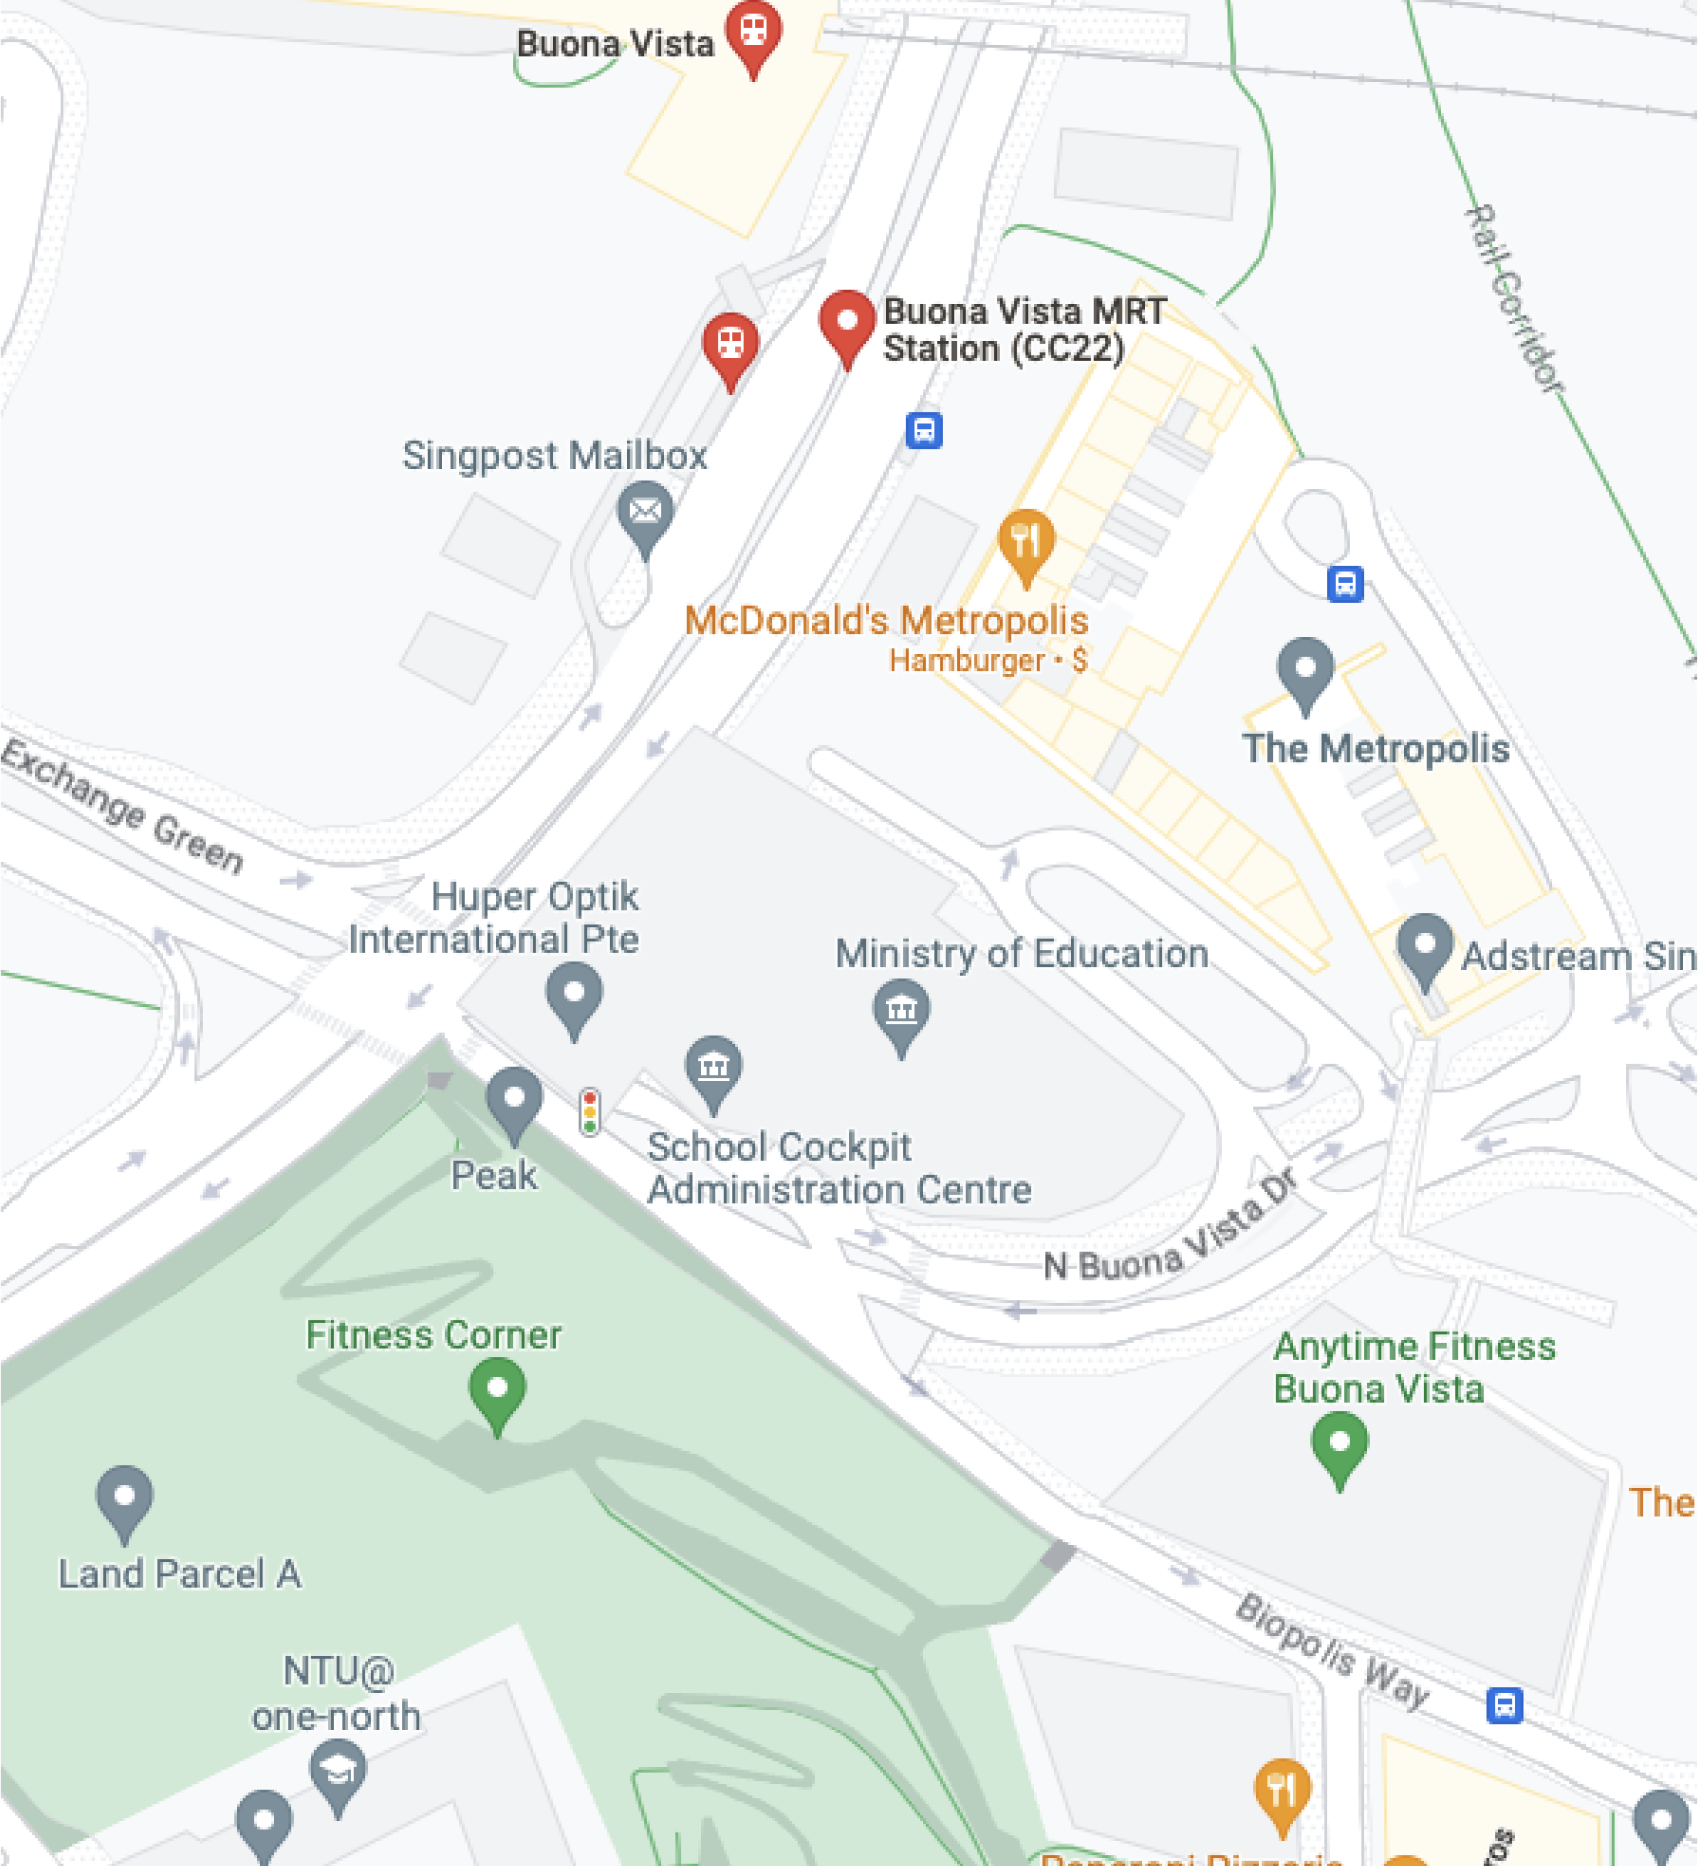 Buona Vista
Rail Corridor
Buona Vista MRT
Station (CC22)
Singpost Mailbox
McDonald's Metropolis
Hamburger • $
The Metropolis
Exchange Green
Huper Optik
International Pte
Ministry of Education
Adstream Sin
School Cockpit
Administration Centre
Peak
N Buona Vista Dr
Fitness Corner
Anytime Fitness
Buona Vista
The
Land Parcel A
Biopolis Way
NTU@
one-north
ros